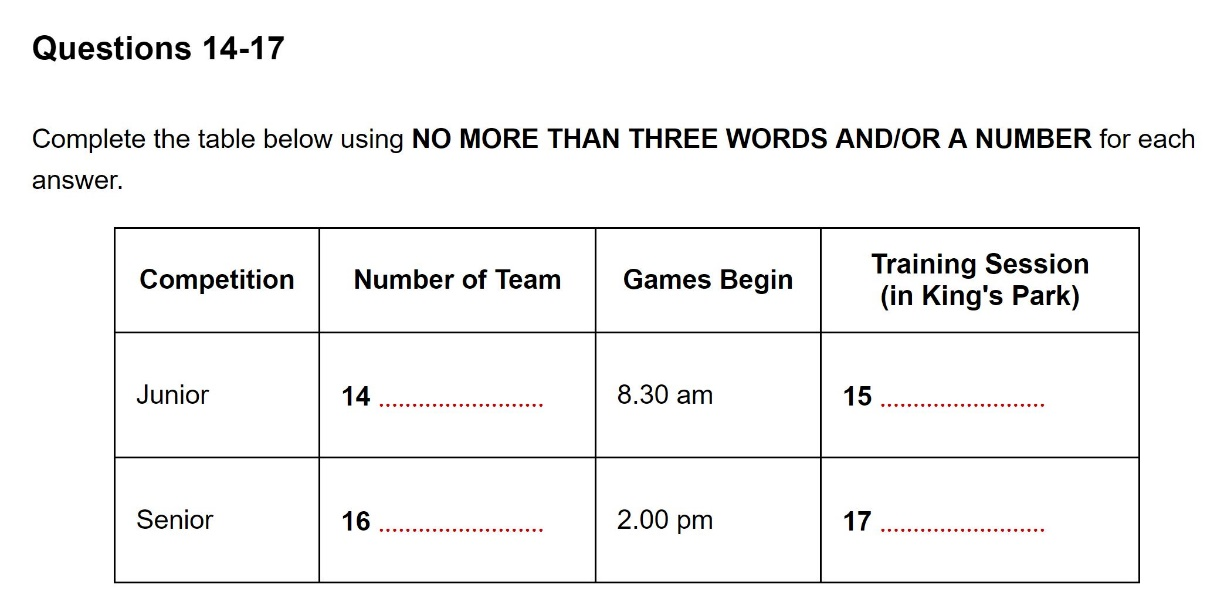 Questions 14-17
Complete the table below using NO MORE THAN THREE WORDS AND/OR A NUMBER for each
answer.
Competition Number of Team Games Begin Training Session
(in King's Park)
Junior 14 ......................... 8.30 am 15 .........................
Senior 16 ......................... 2.00 pm 17 .........................